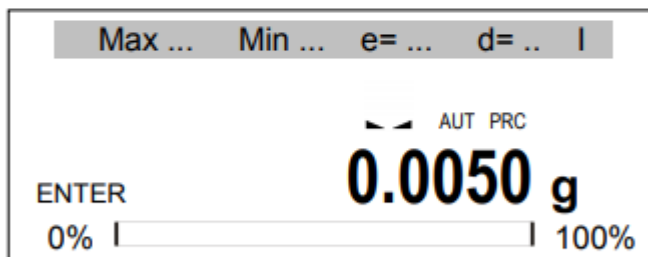 Max ... Min ... e= ... d= .. I
AUT PRC
0.0050 g
ENTER
0% 100%